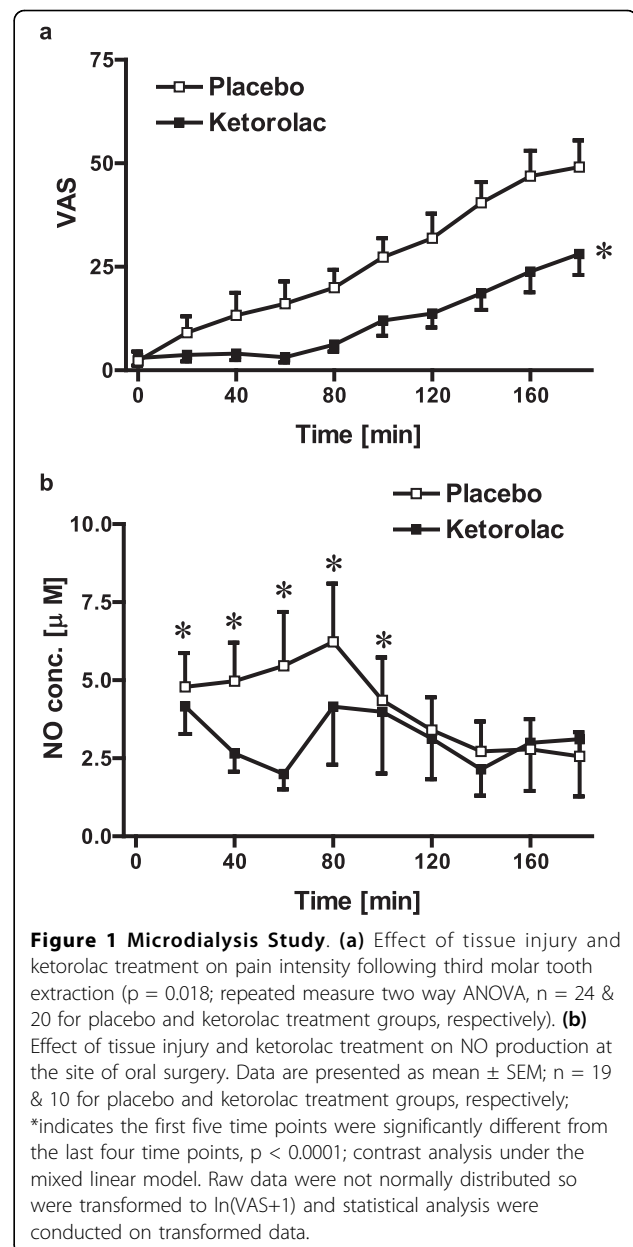 a
75
Placebo
Ketorolac
50
VAS
25
*
0
0 40 80 120 160
Time [min]
b
Placebo
Ketorolac
10.0
* * * * *
7.5
NO conc. [μ M]
5.0
2.5
0.0
0 40 80 120 160
Time [min]
Figure 1 Microdialysis Study. (a) Effect of tissue injury and
ketorolac treatment on pain intensity following third molar tooth
extraction (p = 0.018; repeated measure two way ANOVA, n = 24 &
20 for placebo and ketorolac treatment groups, respectively). (b)
Effect of tissue injury and ketorolac treatment on NO production at
the site of oral surgery. Data are presented as mean ± SEM; n = 19
& 10 for placebo and ketorolac treatment groups, respectively;
*indicates the first five time points were significantly different from
the last four time points, p < 0.0001; contrast analysis under the
mixed linear model. Raw data were not normally distributed so
were transformed to ln(VAS+1) and statistical analysis were
conducted on transformed data.